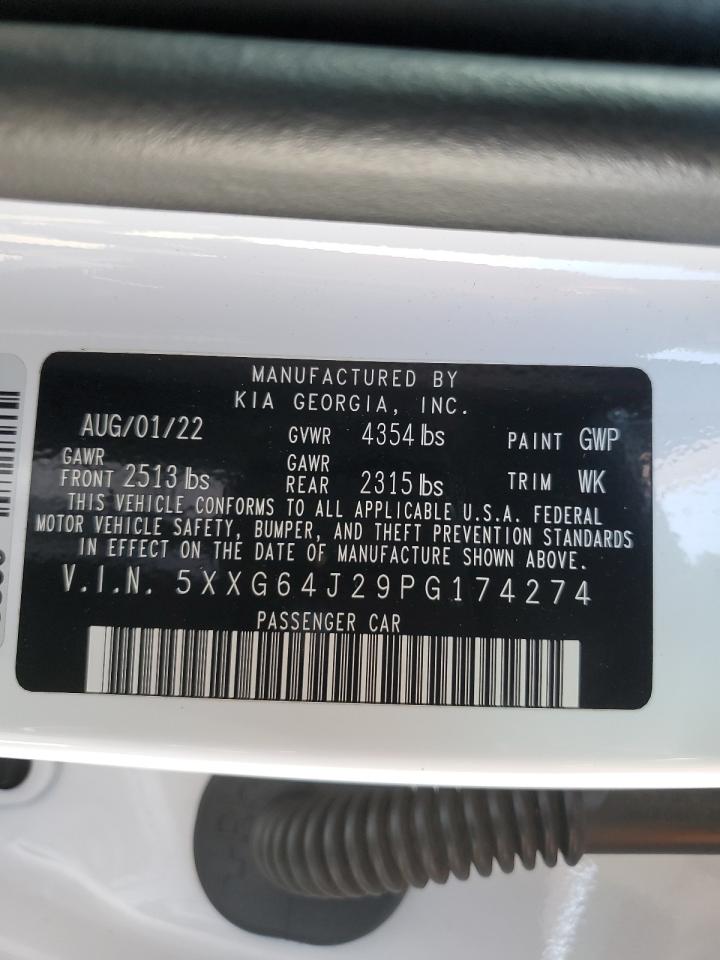 MANUFACTURED BY
KIA GEORGIA, INC.
AUG/01/22 GVWR 4354 lbs PAINT GWP
GAWR FRONT 2513 lbs GAWR REAR 2315 lbs TRIM WK
THIS VEHICLE CONFORMS TO ALL APPLICABLE U.S.A. FEDERAL
MOTOR VEHICLE SAFETY, BUMPER, AND THEFT PREVENTION STANDARDS
IN EFFECT ON THE DATE OF MANUFACTURE SHOWN ABOVE.
V.I.N. 5XXG64J29PG174274
PASSENGER CAR